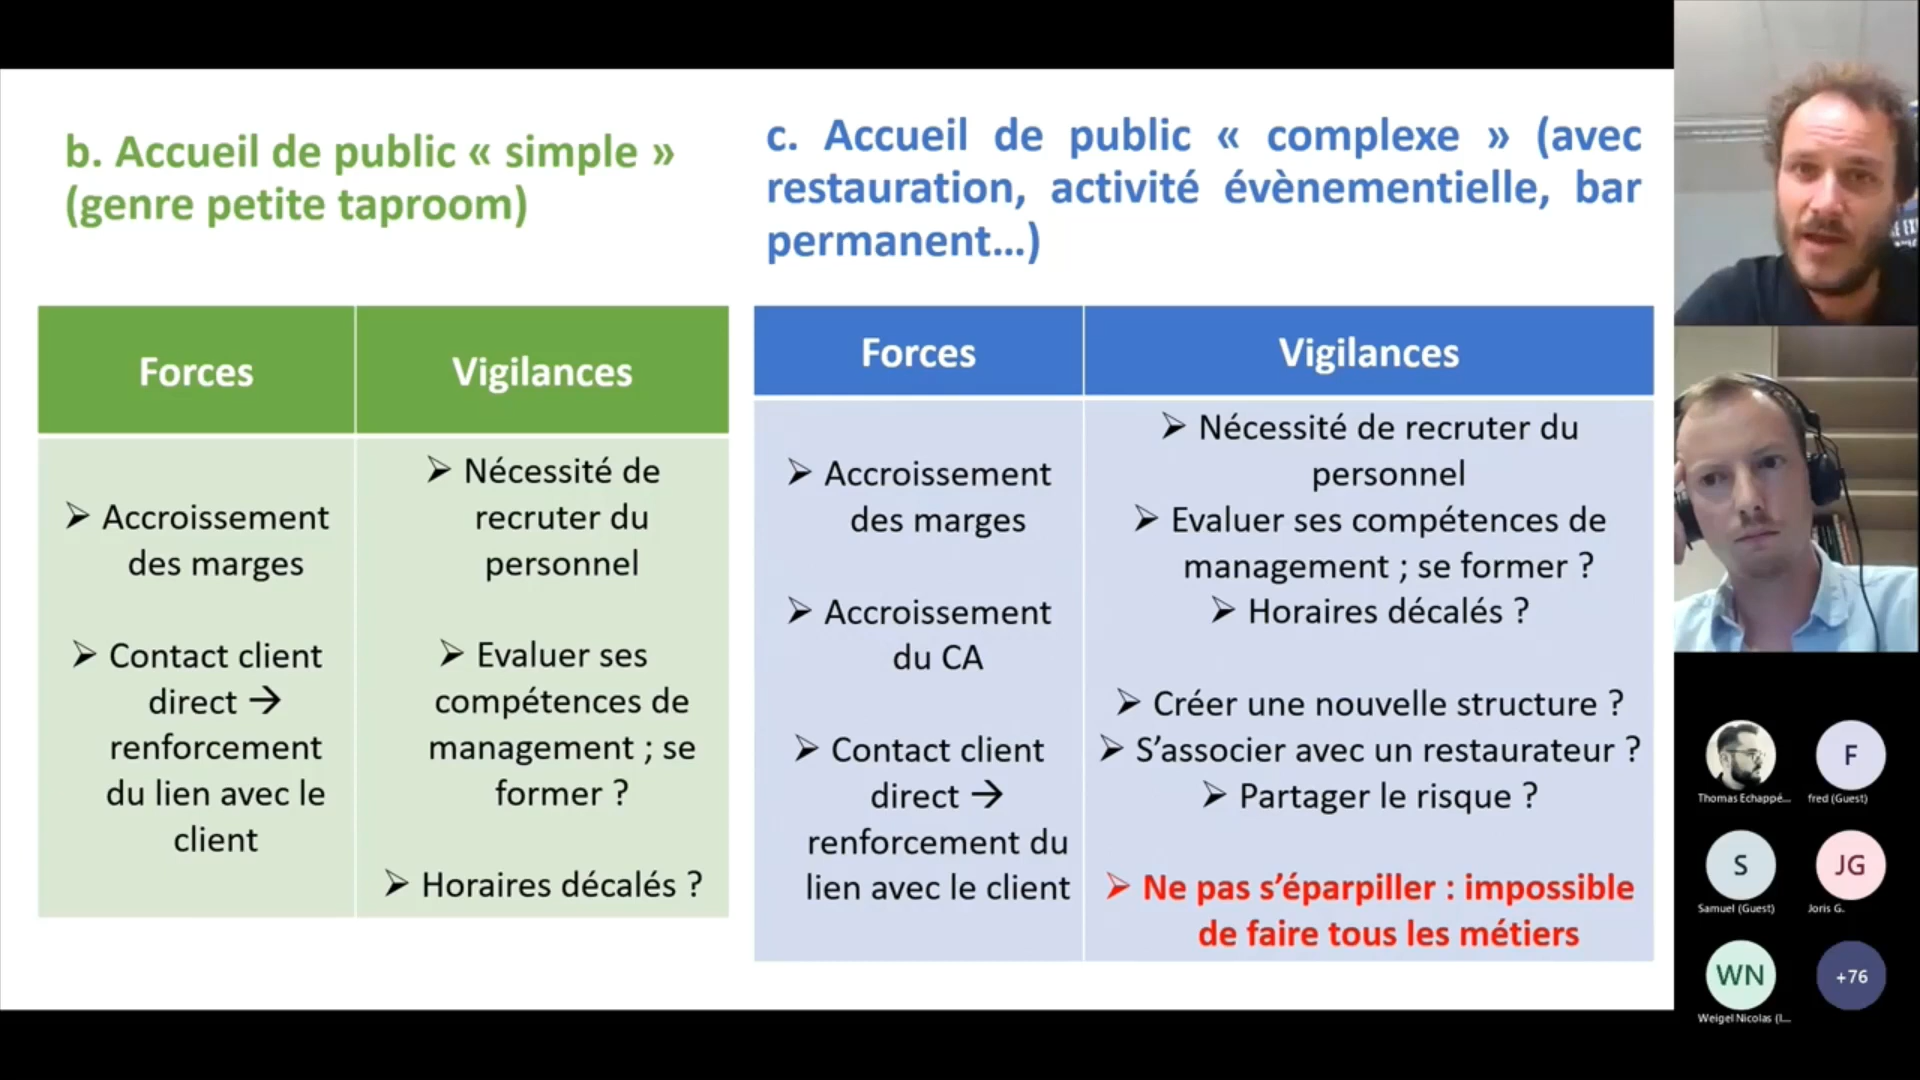 b. Accueil de public « simple »
(genre petite taproom)
Forces
Vigilances
➢ Accroissement
des marges
➢ Contact client
direct →
renforcement
du lien avec le
client
➢ Nécessité de
recruter du
personnel
➢ Evaluer ses
compétences de
management ; se
former ?
➢ Horaires décalés ?
c. Accueil de public « complexe » (avec
restauration, activité évènementielle, bar
permanent…)
Forces
Vigilances
➢ Accroissement
des marges
➢ Accroissement
du CA
➢ Contact client
direct →
renforcement du
lien avec le client
➢ Nécessité de recruter du
personnel
➢ Evaluer ses compétences de
management ; se former ?
➢ Horaires décalés ?
➢ Créer une nouvelle structure ?
➢ S’associer avec un restaurateur ?
➢ Partager le risque ?
➢ Ne pas s’éparpiller : impossible
de faire tous les métiers
Thomas Echappé...
F
fred (Guest)
S
Samuel (Guest)
JG
Joris G.
WN
Weigel Nicolas (I...
+76